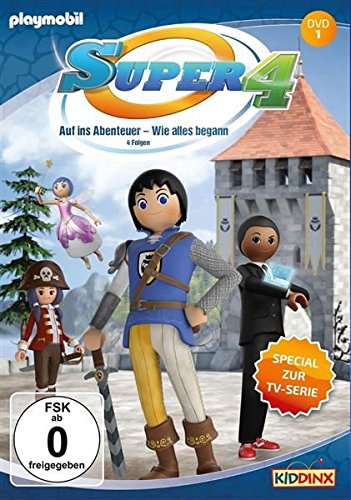 playmobil
DVD
1
SUPER 4
Auf ins Abenteuer – Wie alles begann
4 Folgen
SPECIAL
ZUR
TV-SERIE
FSK
ab
0
freigegeben
KIDDINX